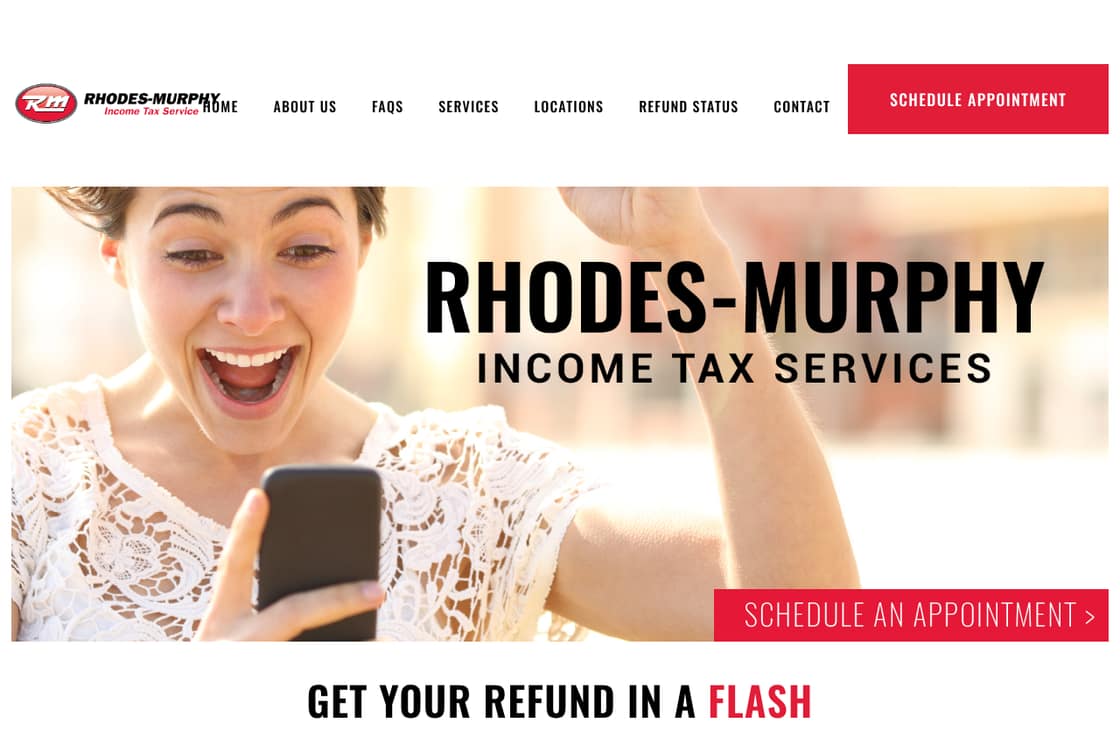 RM
RHODES-MURPHY
Income Tax Service
HOME
ABOUT US
FAQS
SERVICES
LOCATIONS
REFUND STATUS
CONTACT
SCHEDULE APPOINTMENT
RHODES-MURPHY
INCOME TAX SERVICES
SCHEDULE AN APPOINTMENT >
GET YOUR REFUND IN A FLASH